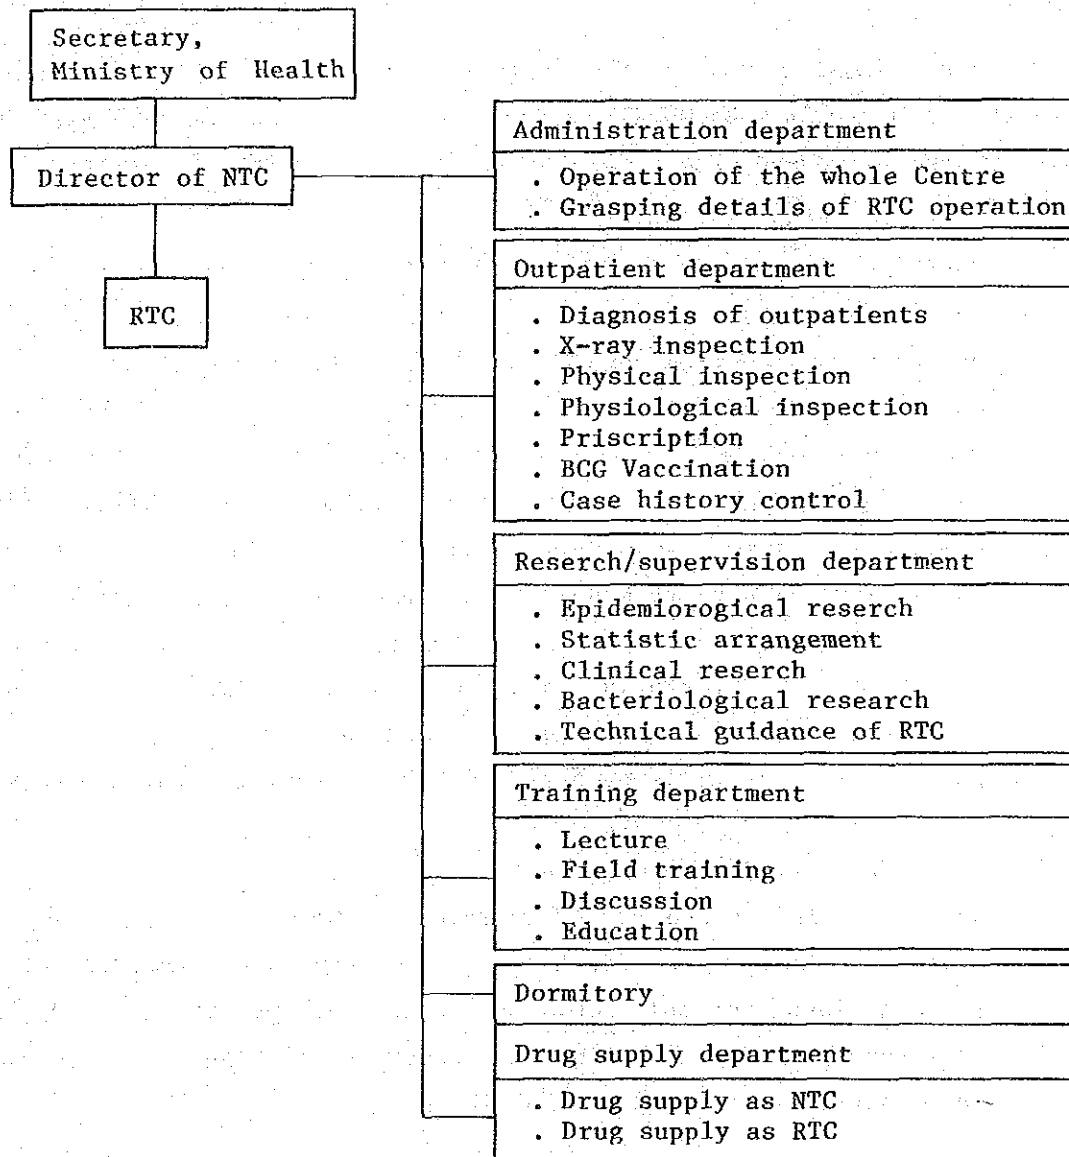 Secretary,
Ministry of Health
Director of NTC
RTC
Administration department
. Operation of the whole Centre
. Grasping details of RTC operation
Outpatient department
. Diagnosis of outpatients
. X-ray inspection
. Physical inspection
. Physiological inspection
. Priscription
. BCG Vaccination
. Case history control
Reserch/supervision department
. Epidemiorogical reserch
. Statistic arrangement
. Clinical reserch
. Bacteriological research
. Technical guidance of RTC
Training department
. Lecture
. Field training
. Discussion
. Education
Dormitory
Drug supply department
. Drug supply as NTC
. Drug supply as RTC